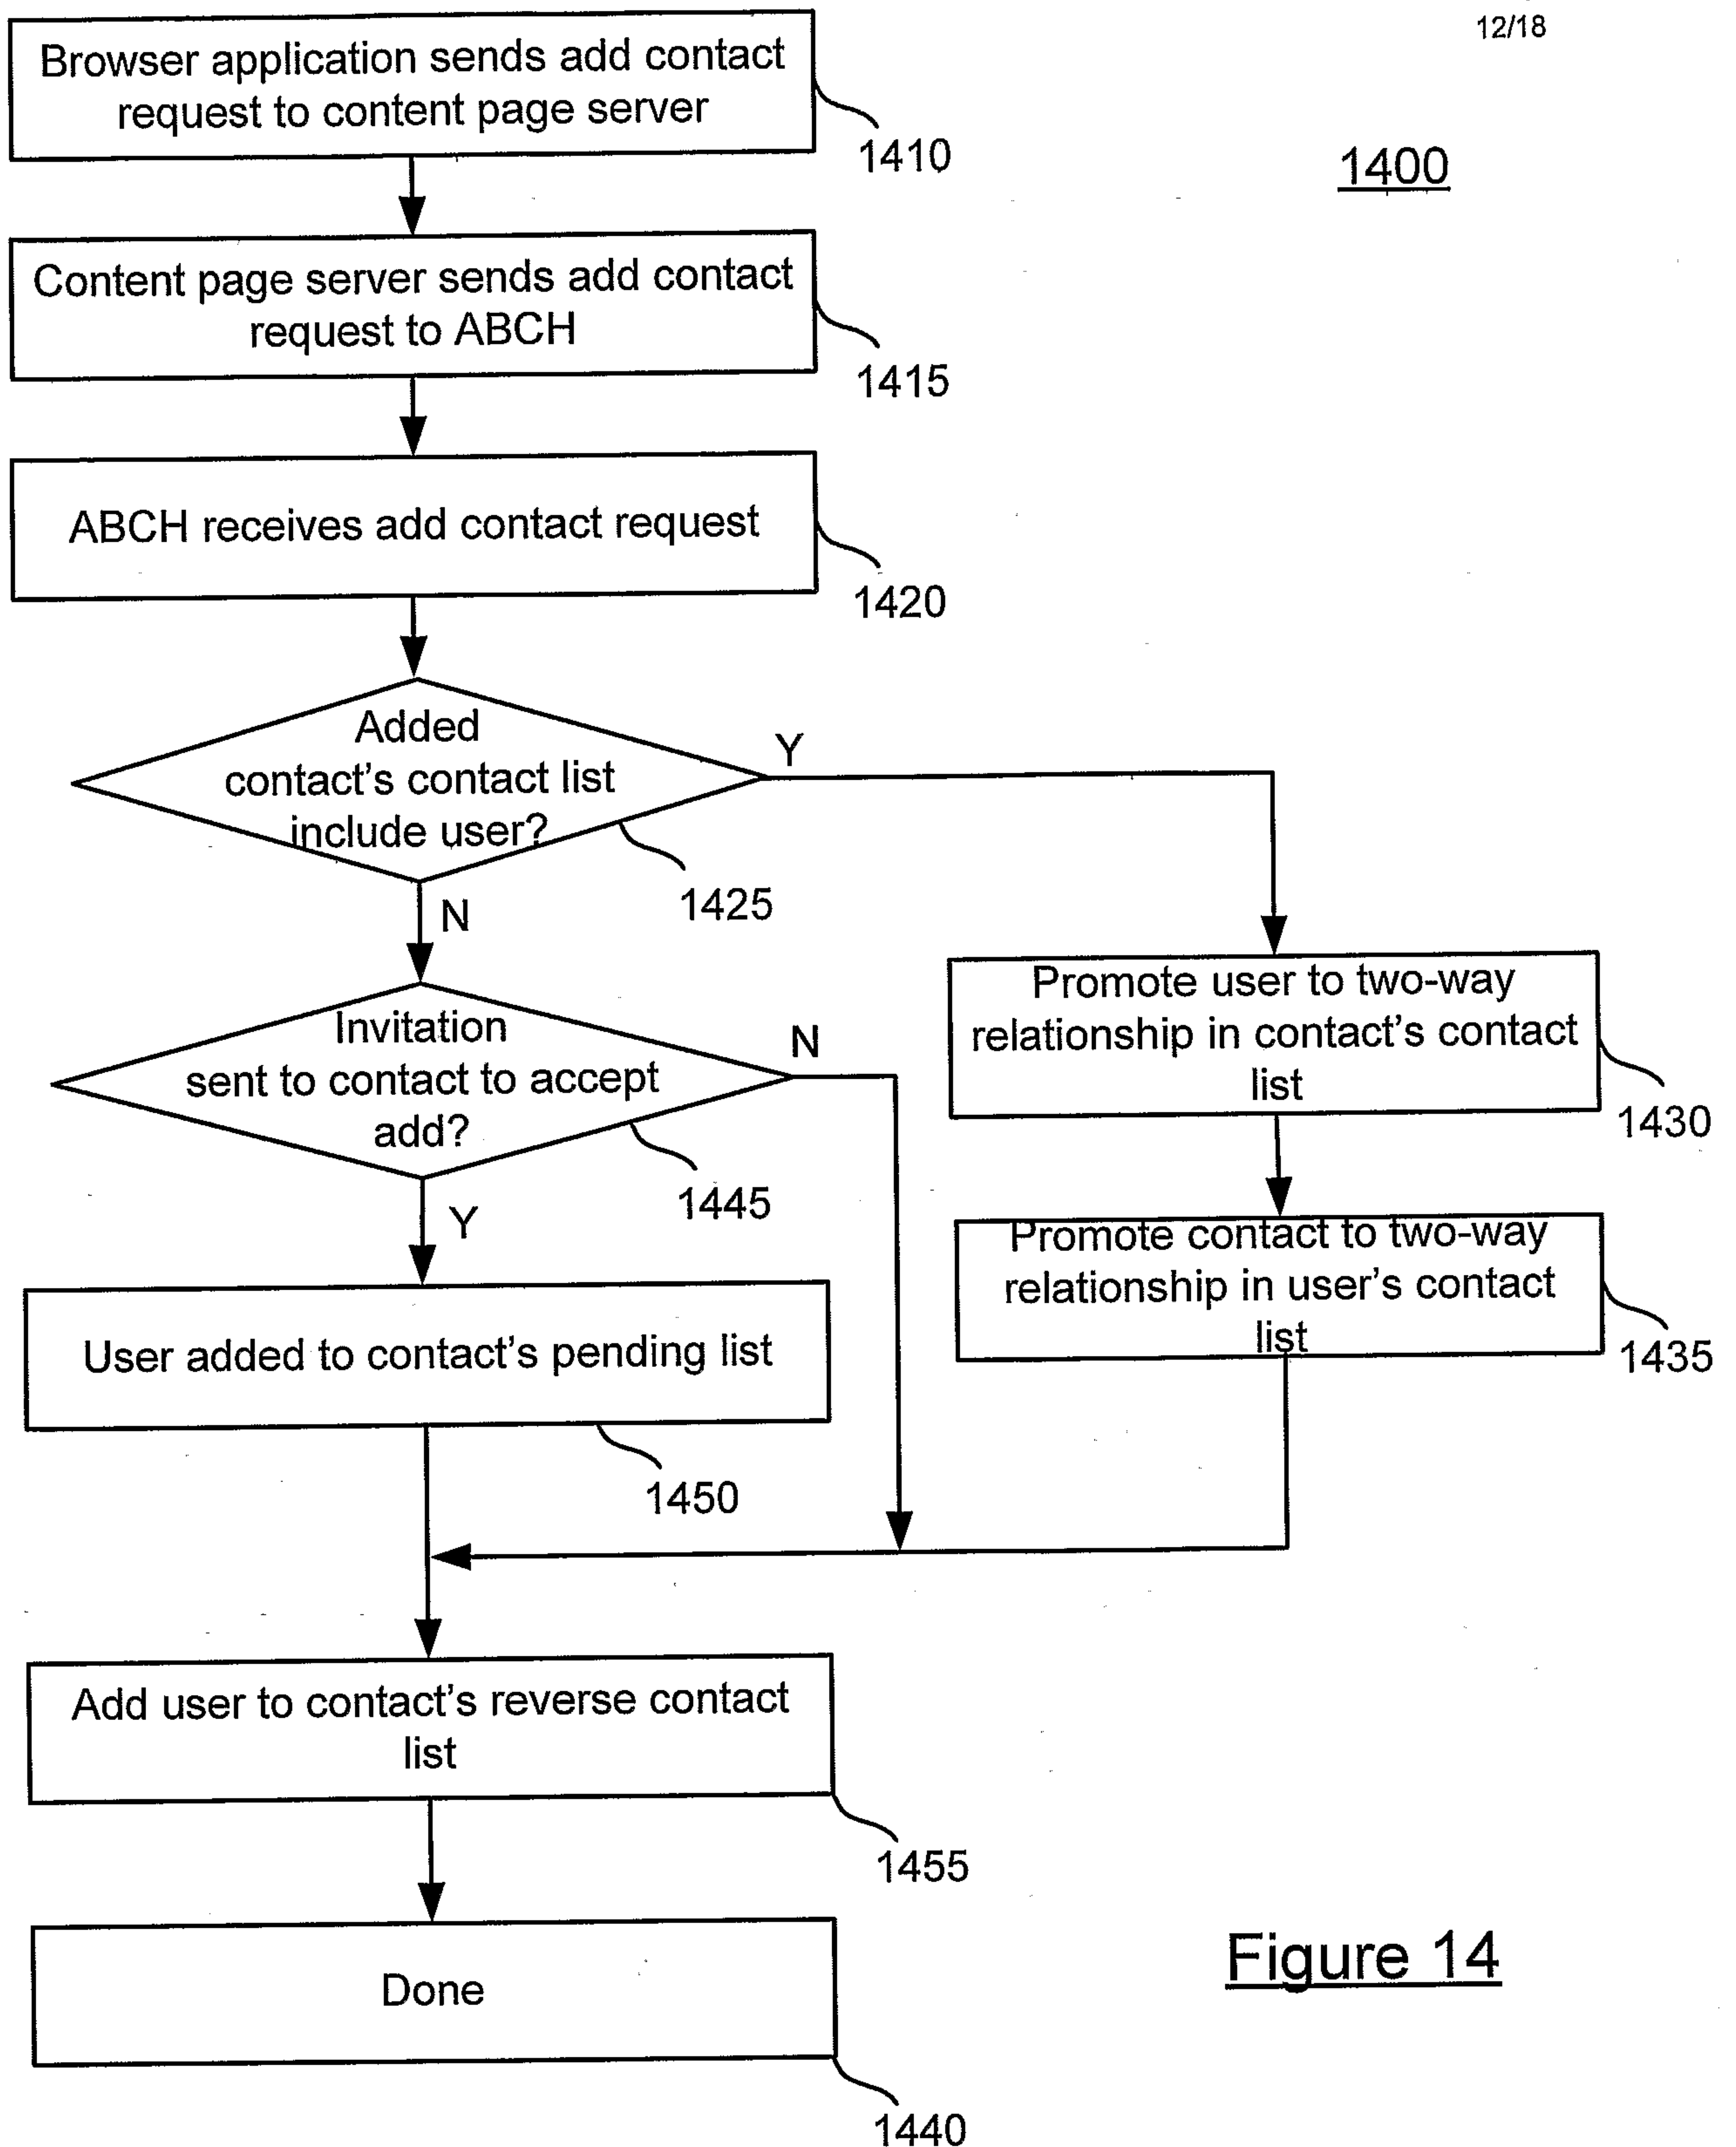 12/18
Browser application sends add contact
request to content page server
1410
1400
Content page server sends add contact
request to ABCH
1415
ABCH receives add contact request
1420
Added
contact's contact list
include user?
Y
1425
N
Promote user to two-way
relationship in contact's contact
list
1430
Invitation
sent to contact to accept
add?
N
1445
Y
Promote contact to two-way
relationship in user's contact
list
1435
User added to contact's pending list
1450
Add user to contact's reverse contact
list
1455
Done
1440
Figure 14